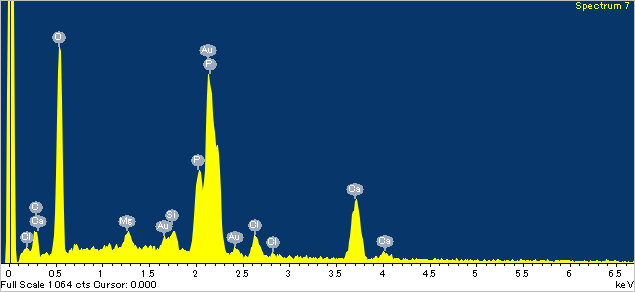 Spectrum 7
O
Au
P
P
C
Ca
Cl
Mg
Au
Si
Au
Cl
Cl
Ca
Ca
0 0.5 1 1.5 2 2.5 3 3.5 4 4.5 5 5.5 6 6.5
Full Scale 1064 cts Cursor: 0.000 keV